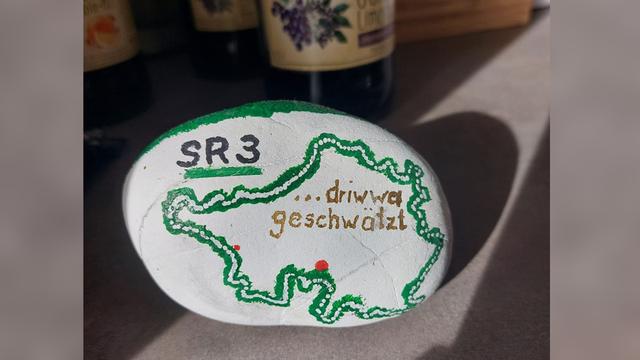 SR3
...driwwa
geschwätzt